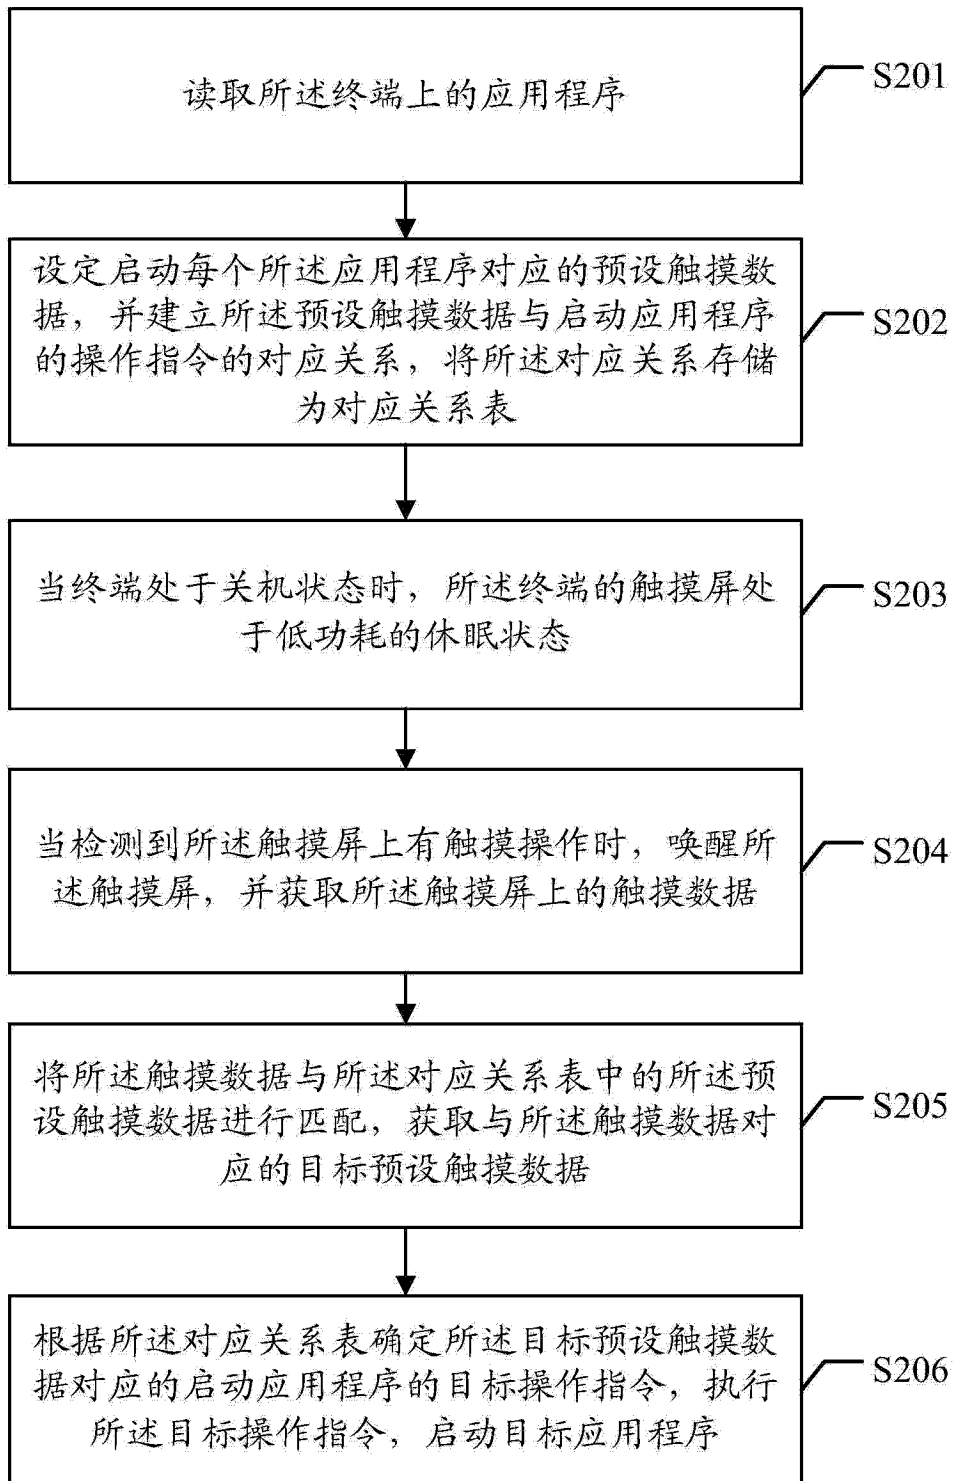 读取所述终端上的应用程序
S201
设定启动每个所述应用程序对应的预设触摸数
据，并建立所述预设触摸数据与启动应用程序
的操作指令的对应关系，将所述对应关系存储
为对应关系表
S202
当终端处于关机状态时，所述终端的触摸屏处
于低功耗的休眠状态
S203
当检测到所述触摸屏上有触摸操作时，唤醒所
述触摸屏，并获取所述触摸屏上的触摸数据
S204
将所述触摸数据与所述对应关系表中的所述预
设触摸数据进行匹配，获取与所述触摸数据对
应的目标预设触摸数据
S205
根据所述对应关系表确定所述目标预设触摸数
据对应的启动应用程序的目标操作指令，执行
所述目标操作指令，启动目标应用程序
S206